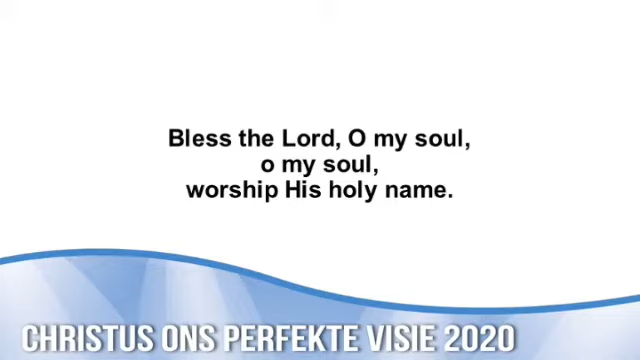 Bless the Lord, O my soul,
o my soul,
worship His holy name.
CHRISTUS ONS PERFEKTE VISIE 2020